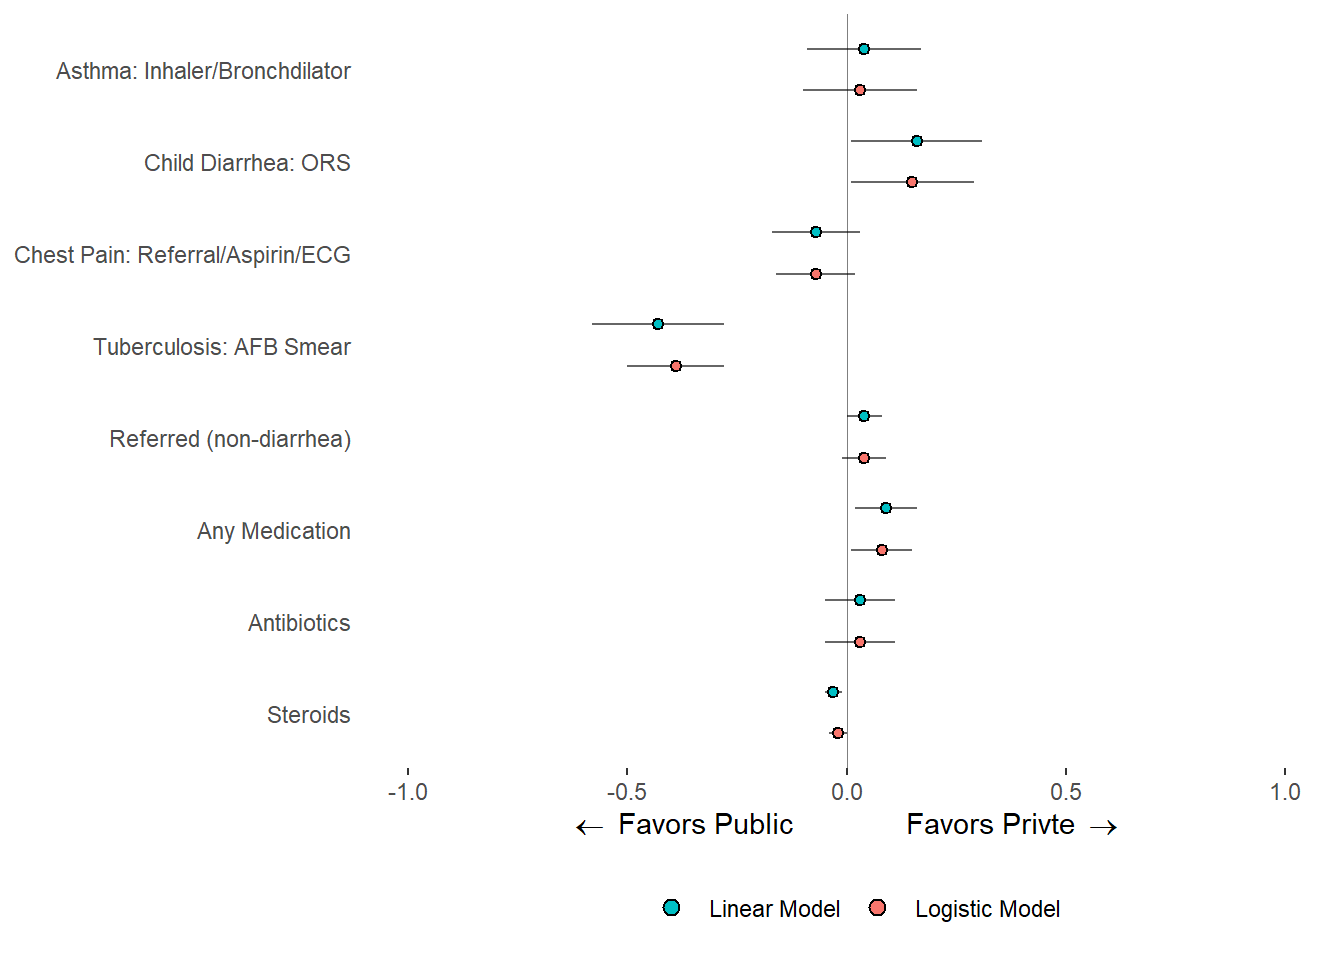 Asthma: Inhaler/Bronchdilator
Child Diarrhea: ORS
Chest Pain: Referral/Aspirin/ECG
Tuberculosis: AFB Smear
Referred (non-diarrhea)
Any Medication
Antibiotics
Steroids
-1.0 -0.5 0.0 0.5 1.0
← Favors Public Favors Privte →
Linear Model Logistic Model